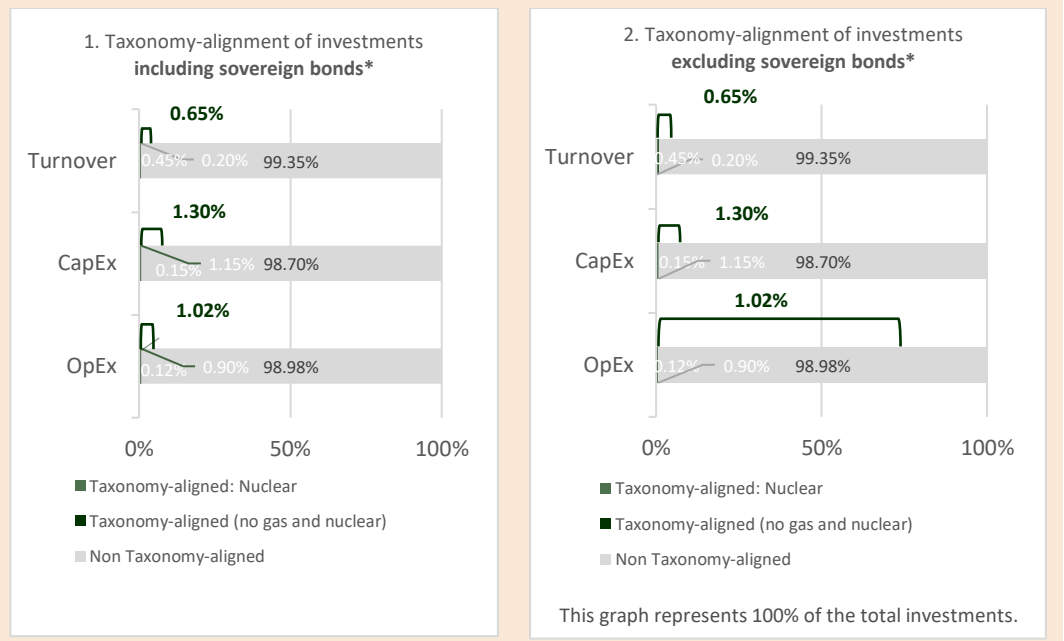 1. Taxonomy-alignment of investments
including sovereign bonds*
0.65%
Turnover
0.45% 0.20% 99.35%
1.30%
CapEx
0.15% 1.15% 98.70%
1.02%
OpEx
0.12% 0.90% 98.98%
0% 50% 100%
Taxonomy-aligned: Nuclear
Taxonomy-aligned (no gas and nuclear)
Non Taxonomy-aligned
2. Taxonomy-alignment of investments
excluding sovereign bonds*
0.65%
Turnover
0.45% 0.20% 99.35%
1.30%
CapEx
0.15% 1.15% 98.70%
1.02%
OpEx
0.12% 0.90% 98.98%
0% 50% 100%
Taxonomy-aligned: Nuclear
Taxonomy-aligned (no gas and nuclear)
Non Taxonomy-aligned
This graph represents 100% of the total investments.